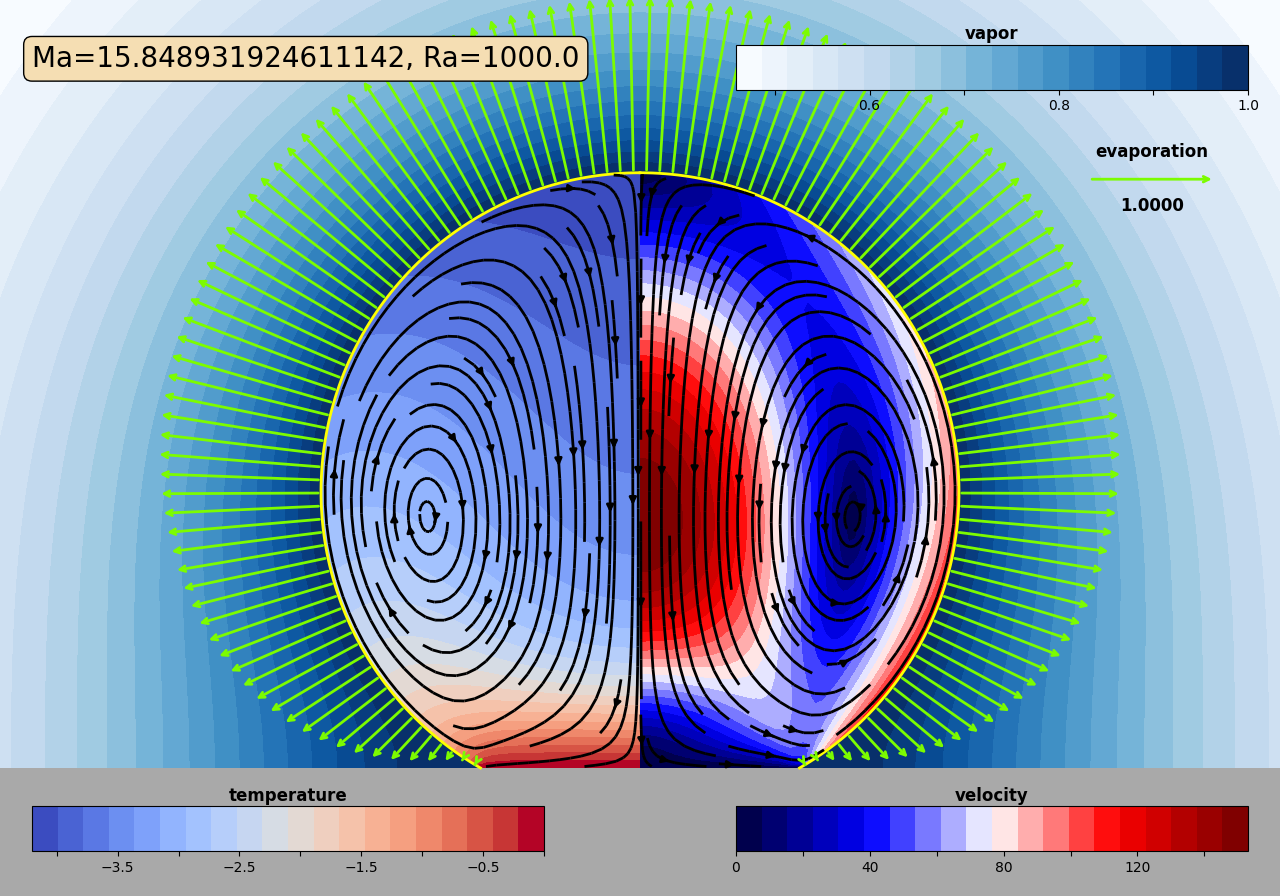 Ma=15.848931924611142, Ra=1000.0
vapor
0.6 0.8 1.0
evaporation
1.0000
temperature
−3.5 −2.5 −1.5 −0.5
velocity
0 40 80 120